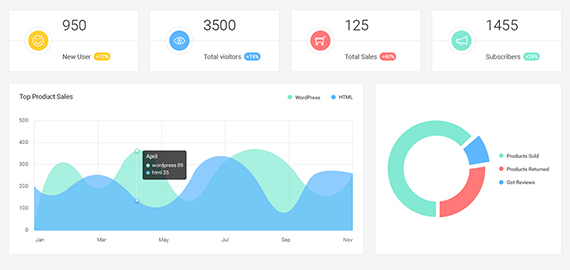 950
New User +12%
3500
Total visitors +16%
125
Total Sales +60%
1455
Subscribers +29%
Top Product Sales
WordPress
HTML
500
400
300
200
100
0
April
wordpress 89
html 35
Jan Mar May Jul Sep Nov
Products Sold
Products Returned
Got Reviews